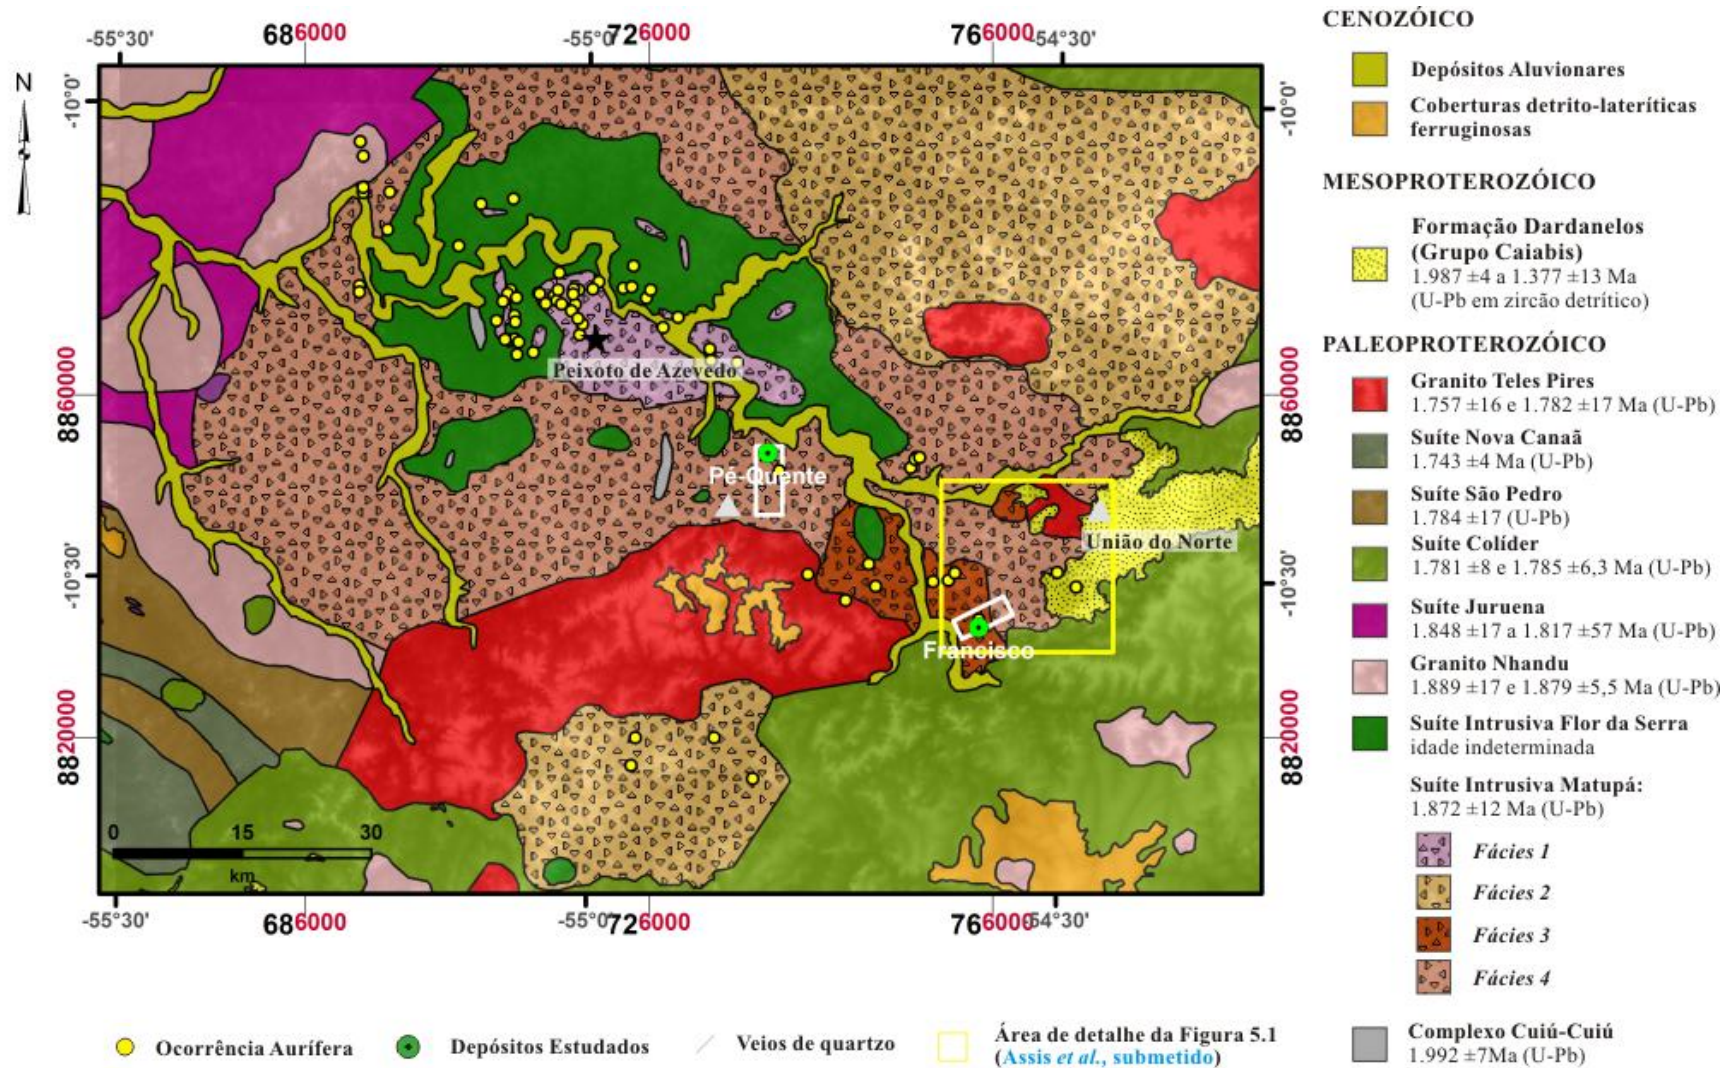 -55°30'
686000
-55°0'
726000
766000
-54°30'
N
-10°0'
-10°0'
8860000
8860000
-10°30'
-10°30'
8820000
8820000
Peixoto de Azevedo
Pé-Quente
União do Norte
Francisco
0 15 30
km
-55°30'
686000
-55°0'
726000
766000
-54°30'
CENOZÓICO
Depósitos Aluvionares
Coberturas detrito-lateríticas
ferruginosas
MESOPROTEROZÓICO
Formação Dardanelos
(Grupo Caiabis)
1.987 ±4 a 1.377 ±13 Ma
(U-Pb em zircão detrítico)
PALEOPROTEROZÓICO
Granito Teles Pires
1.757 ±16 e 1.782 ±17 Ma (U-Pb)
Suíte Nova Canaã
1.743 ±4 Ma (U-Pb)
Suíte São Pedro
1.784 ±17 (U-Pb)
Suíte Colíder
1.781 ±8 e 1.785 ±6,3 Ma (U-Pb)
Suíte Juruena
1.848 ±17 a 1.817 ±57 Ma (U-Pb)
Granito Nhandu
1.889 ±17 e 1.879 ±5,5 Ma (U-Pb)
Suíte Intrusiva Flor da Serra
idade indeterminada
Suíte Intrusiva Matupá:
1.872 ±12 Ma (U-Pb)
Fácies 1
Fácies 2
Fácies 3
Fácies 4
Complexo Cuiú-Cuiú
1.992 ±7Ma (U-Pb)
Ocorrência Aurífera
Depósitos Estudados
Veios de quartzo
Área de detalhe da Figura 5.1
(Assis et al., submetido)